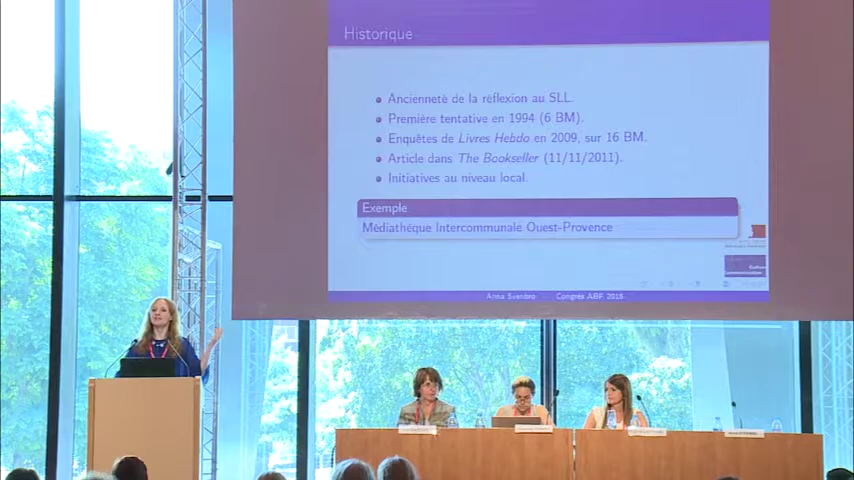 Historique
Ancienneté de la réflexion au SLL.
Première tentative en 1994 (6 BM).
Enquêtes de Livres Hebdo en 2009, sur 16 BM.
Article dans The Bookseller (11/11/2011).
Initiatives au niveau local.
Exemple
Médiathèque Intercommunale Ouest-Provence
Anna Svenbro Congrès ABF 2015